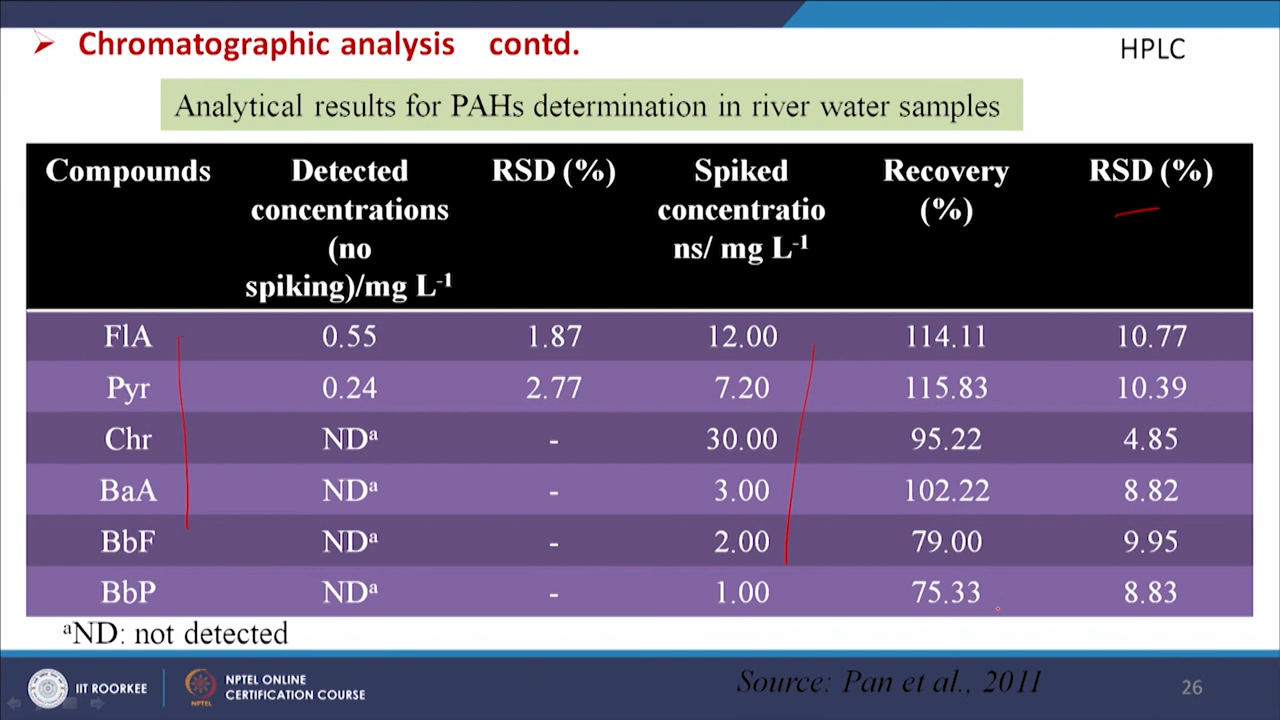 ➢ Chromatographic analysis contd.
HPLC
Analytical results for PAHs determination in river water samples
Compounds Detected concentrations (no spiking)/mg L⁻¹ RSD (%) Spiked concentratio ns/ mg L⁻¹ Recovery (%) RSD (%)
FlA 0.55 1.87 12.00 114.11 10.77
Pyr 0.24 2.77 7.20 115.83 10.39
Chr NDᵃ - 30.00 95.22 4.85
BaA NDᵃ - 3.00 102.22 8.82
BbF NDᵃ - 2.00 79.00 9.95
BbP NDᵃ - 1.00 75.33 8.83
ᵃND: not detected
IIT ROORKEE
NPTEL
NPTEL ONLINE
CERTIFICATION COURSE
Source: Pan et al., 2011
26